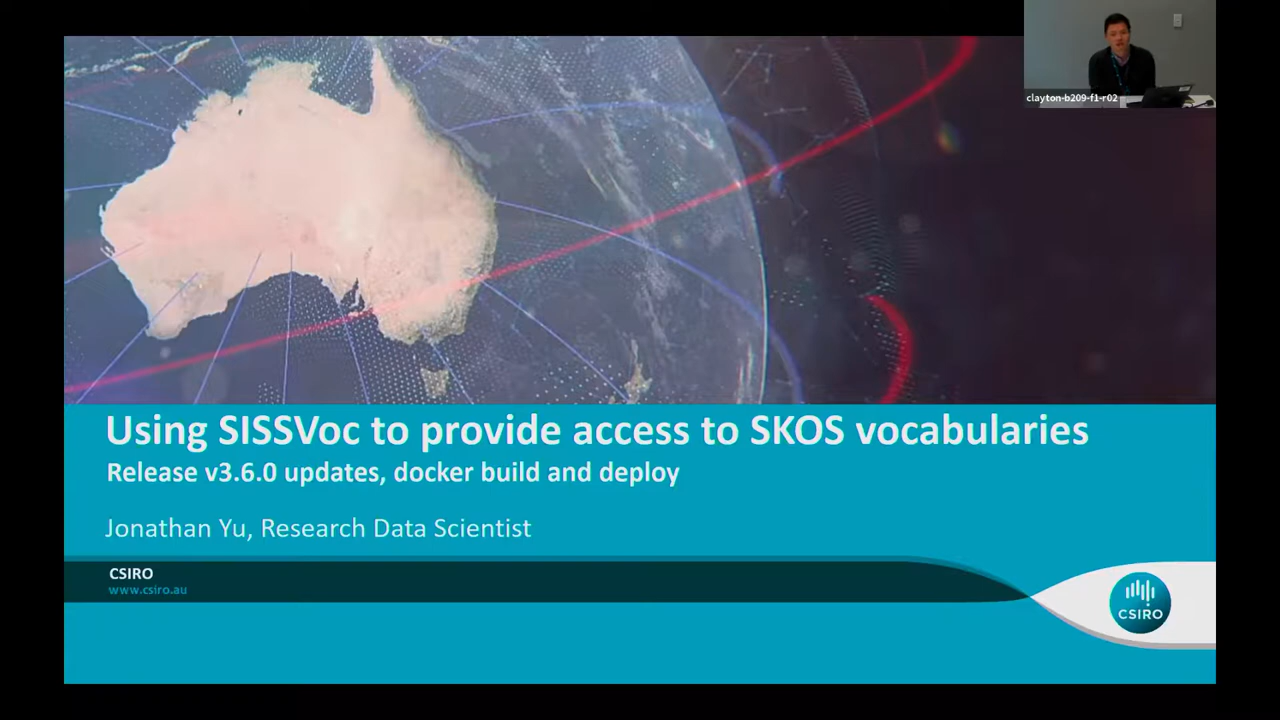 clayton-b209-f1-r02
Using SISSVoc to provide access to SKOS vocabularies
Release v3.6.0 updates, docker build and deploy
Jonathan Yu, Research Data Scientist
CSIRO
www.csiro.au
CSIRO